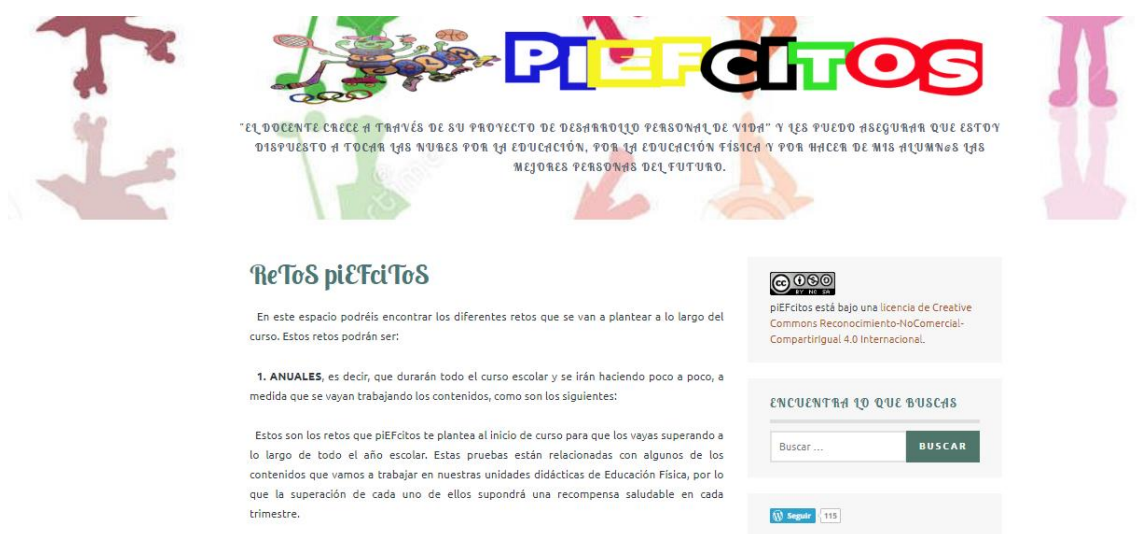 PIEFCITOS
"EL DOCENTE CRECE A TRAVÉS DE SU PROYECTO DE DESARROLLO PERSONAL DE VIDA" Y LES PUEDO ASEGURAR QUE ESTOY
DISPUESTO A TOCAR LAS NUBES POR LA EDUCACIÓN, POR LA EDUCACIÓN FÍSICA Y POR HACER DE MIS ALUMN@S LAS
MEJORES PERSONAS DEL FUTURO.
ReToS piEFciToS
En este espacio podréis encontrar los diferentes retos que se van a plantear a lo largo del
curso. Estos retos podrán ser:
1. ANUALES, es decir, que durarán todo el curso escolar y se irán haciendo poco a poco, a
medida que se vayan trabajando los contenidos, como son los siguientes:
Estos son los retos que piEFcitos te plantea al inicio de curso para que los vayas superando a
lo largo de todo el año escolar. Estas pruebas están relacionadas con algunos de los
contenidos que vamos a trabajar en nuestras unidades didácticas de Educación Física, por lo
que la superación de cada uno de ellos supondrá una recompensa saludable en cada
trimestre.
cc
BY NC SA
piEFcitos está bajo una licencia de Creative
Commons Reconocimiento-NoComercial-
CompartirIgual 4.0 Internacional.
ENCUENTRA LO QUE BUSCAS
Buscar ... BUSCAR
Seguir 115